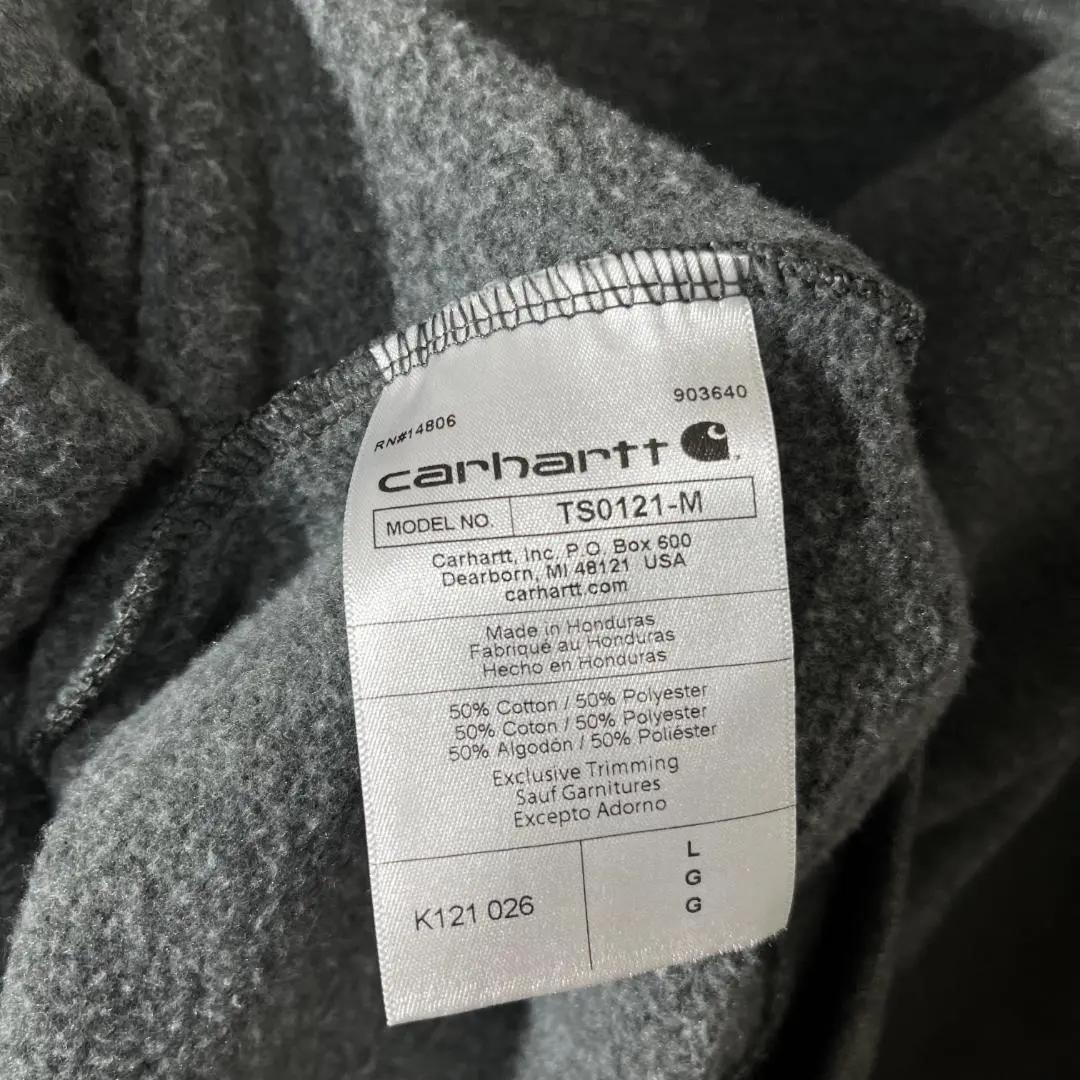 RN#14806 903640
carhartt
MODEL NO. TS0121-M
Carhartt, Inc. P.O. Box 600
Dearborn, MI 48121 USA
carhartt.com
Made in Honduras
Fabriqué au Honduras
Hecho en Honduras
50% Cotton / 50% Polyester
50% Coton / 50% Polyester
50% Algodón / 50% Poliéster
Exclusive Trimming
Sauf Garnitures
Excepto Adorno
K121 026
L
G
G